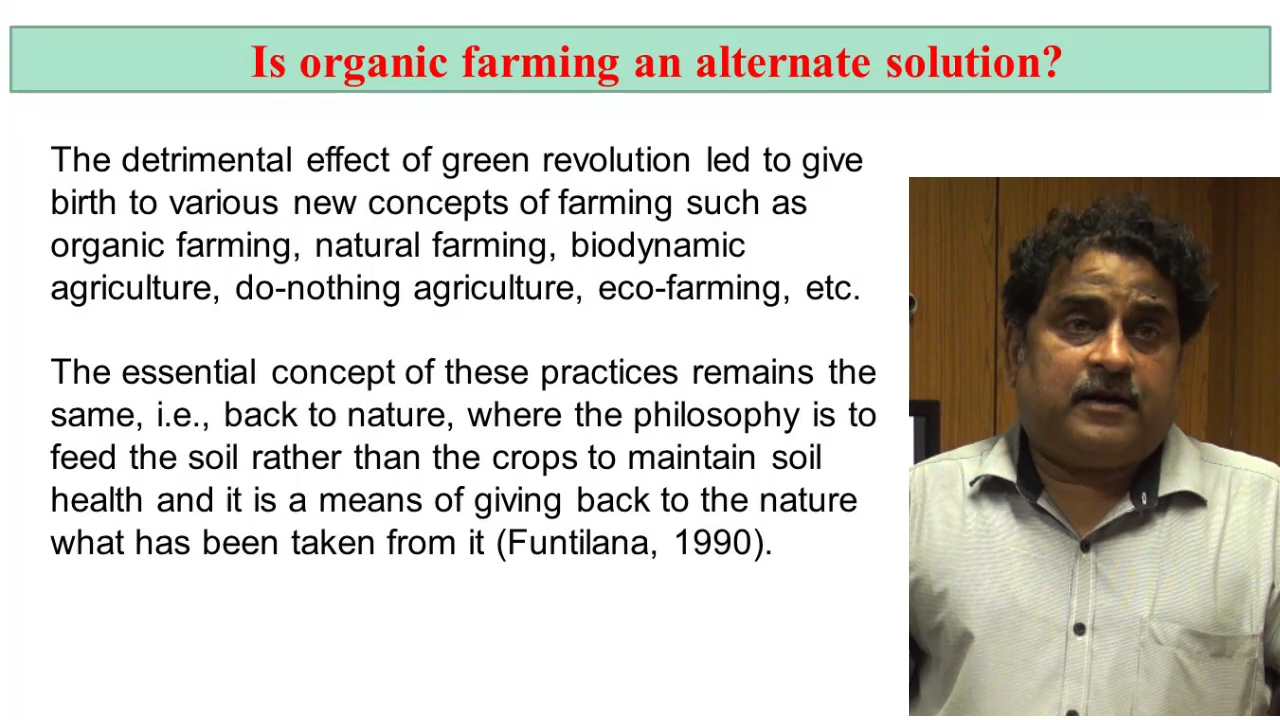 Is organic farming an alternate solution?
The detrimental effect of green revolution led to give
birth to various new concepts of farming such as
organic farming, natural farming, biodynamic
agriculture, do-nothing agriculture, eco-farming, etc.
The essential concept of these practices remains the
same, i.e., back to nature, where the philosophy is to
feed the soil rather than the crops to maintain soil
health and it is a means of giving back to the nature
what has been taken from it (Funtilana, 1990).